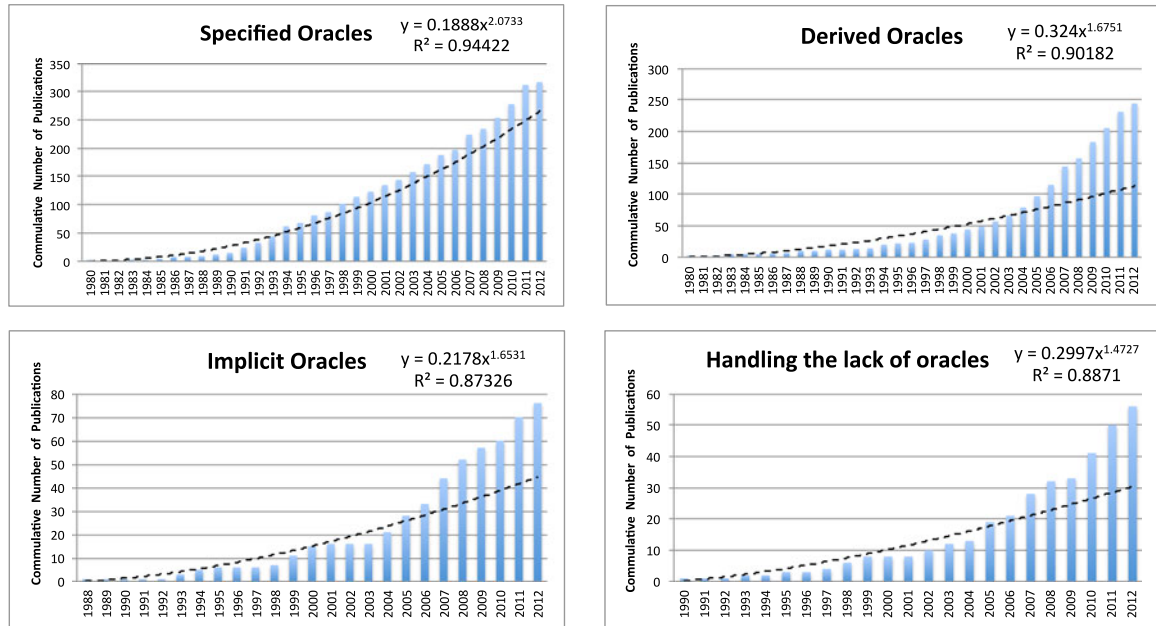 Specified Oracles
y = 0.1888x^2.0733
R² = 0.94422
Commulative Number of Publications
350
300
250
200
150
100
50
0
1980 1981 1982 1983 1984 1985 1986 1987 1988 1989 1990 1991 1992 1993 1994 1995 1996 1997 1998 1999 2000 2001 2002 2003 2004 2005 2006 2007 2008 2009 2010 2011 2012
Derived Oracles
y = 0.324x^1.6751
R² = 0.90182
Commulative Number of Publications
300
250
200
150
100
50
0
1980 1981 1982 1983 1984 1985 1986 1987 1988 1989 1990 1991 1992 1993 1994 1995 1996 1997 1998 1999 2000 2001 2002 2003 2004 2005 2006 2007 2008 2009 2010 2011 2012
Implicit Oracles
y = 0.2178x^1.6531
R² = 0.87326
Commulative Number of Publications
80
70
60
50
40
30
20
10
0
1988 1989 1990 1991 1992 1993 1994 1995 1996 1997 1998 1999 2000 2001 2002 2003 2004 2005 2006 2007 2008 2009 2010 2011 2012
Handling the lack of oracles
y = 0.2997x^1.4727
R² = 0.8871
Commulative Number of Publications
60
50
40
30
20
10
0
1990 1991 1992 1993 1994 1995 1996 1997 1998 1999 2000 2001 2002 2003 2004 2005 2006 2007 2008 2009 2010 2011 2012